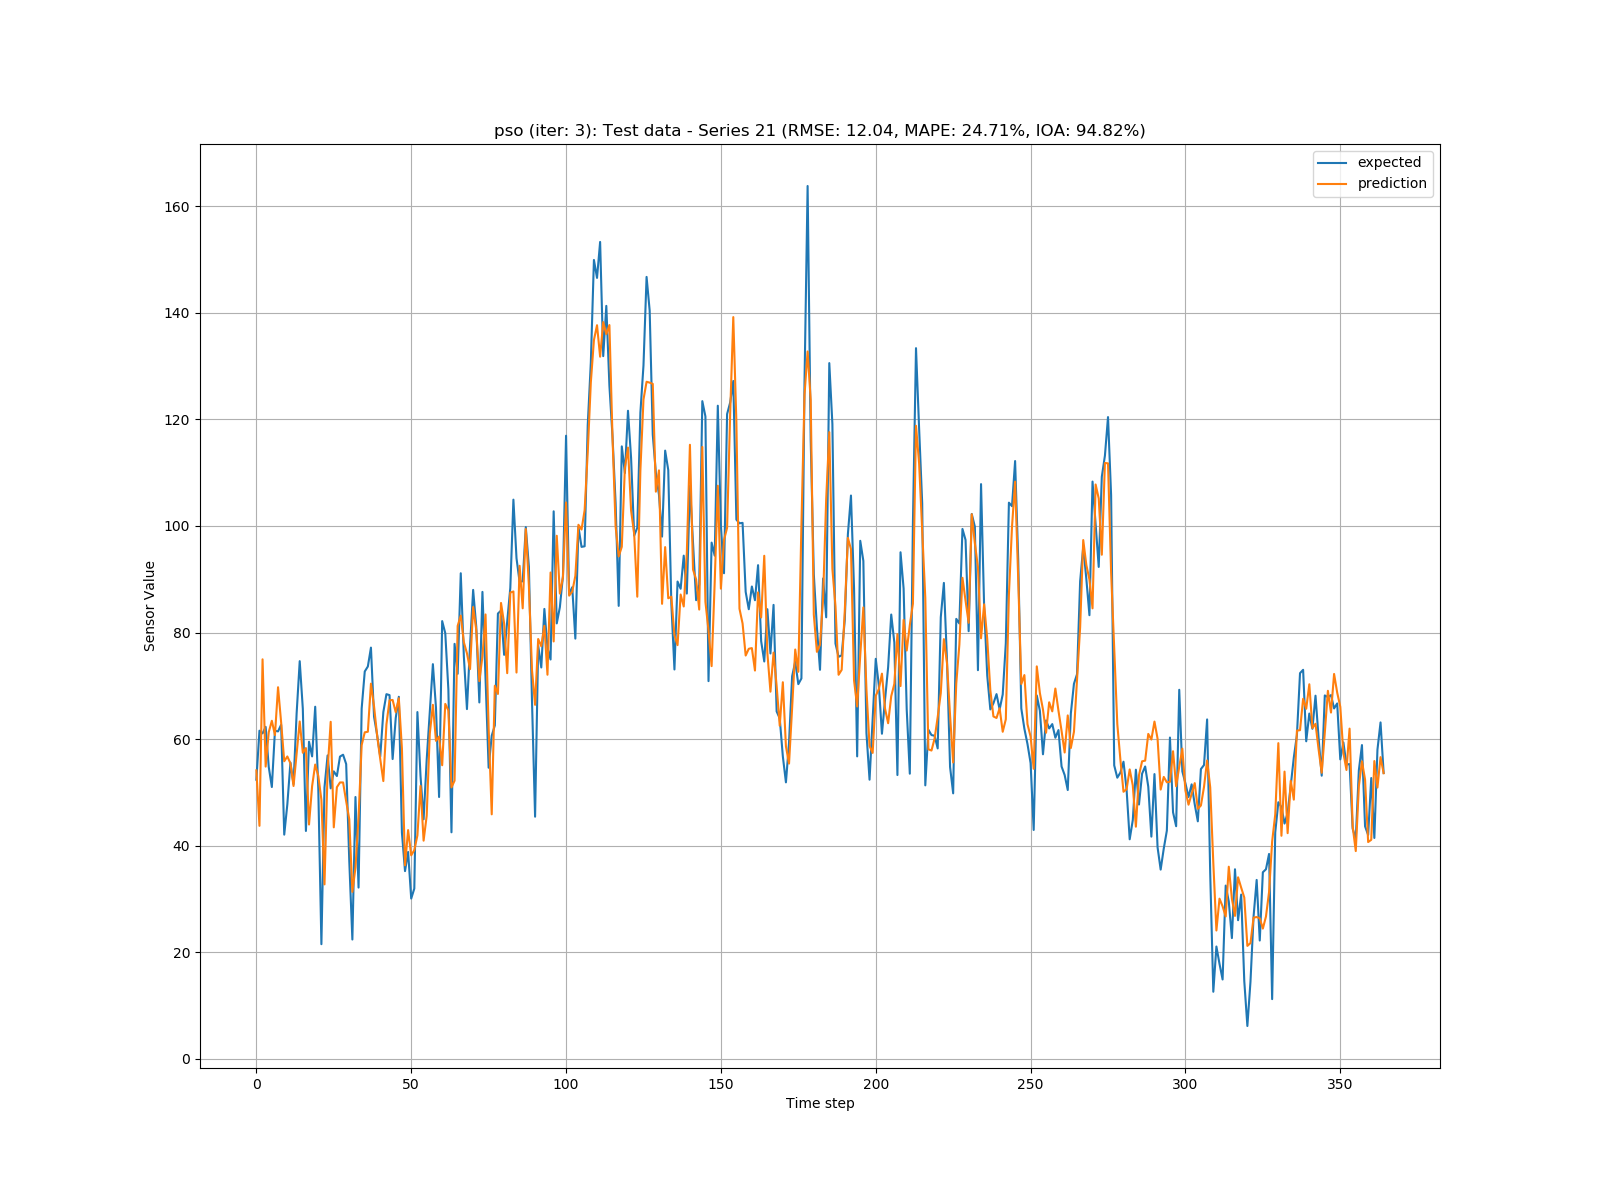 pso (iter: 3): Test data - Series 21 (RMSE: 12.04, MAPE: 24.71%, IOA: 94.82%)
expected
prediction
160
140
120
100
80
60
40
20
0
Sensor Value
0 50 100 150 200 250 300 350
Time step